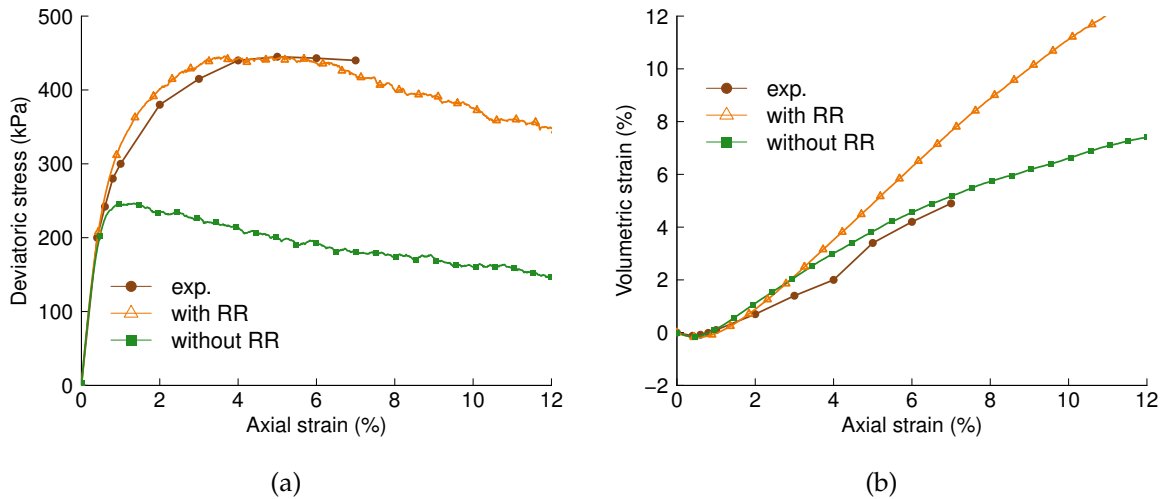 500
400
300
200
100
0
Deviatoric stress (kPa)
exp.
with RR
without RR
0 2 4 6 8 10 12
Axial strain (%)
(a)
12
10
8
6
4
2
0
−2
Volumetric strain (%)
exp.
with RR
without RR
0 2 4 6 8 10 12
Axial strain (%)
(b)